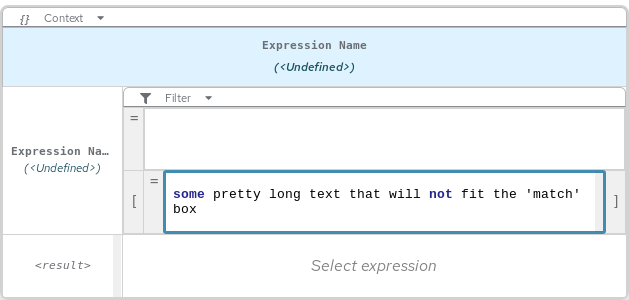 {} Context
Expression Name
(<Undefined>)
Filter
=
Expression Na…
(<Undefined>)
[ = some pretty long text that will not fit the 'match' ]
box
<result>
Select expression